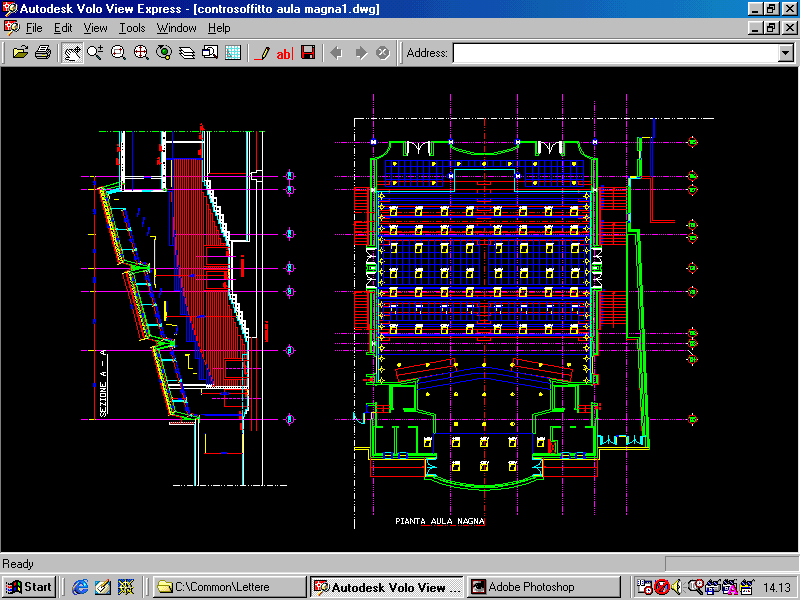 Autodesk Volo View Express - [controsoffitto aula magna1.dwg]
File Edit View Tools Window Help
ab|
Address:
SEZIONE A - A
PIANTA AULA MAGNA
Ready
Start
C:\Common\Lettere
Autodesk Volo View ...
Adobe Photoshop
14.13